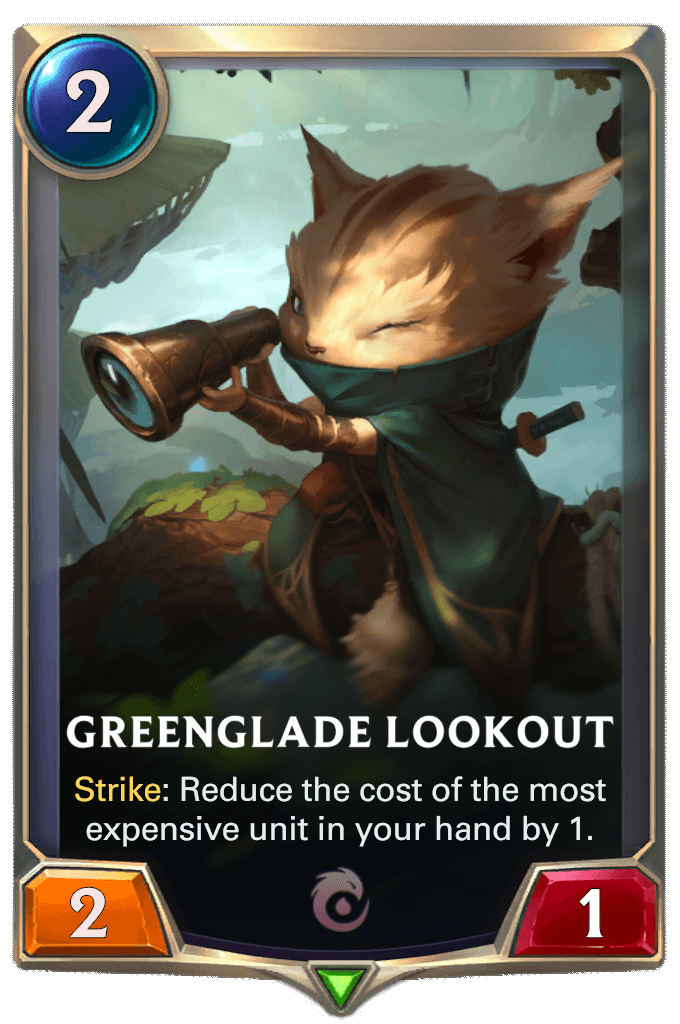 2
GREENGLADE LOOKOUT
Strike: Reduce the cost of the most
expensive unit in your hand by 1.
2
1